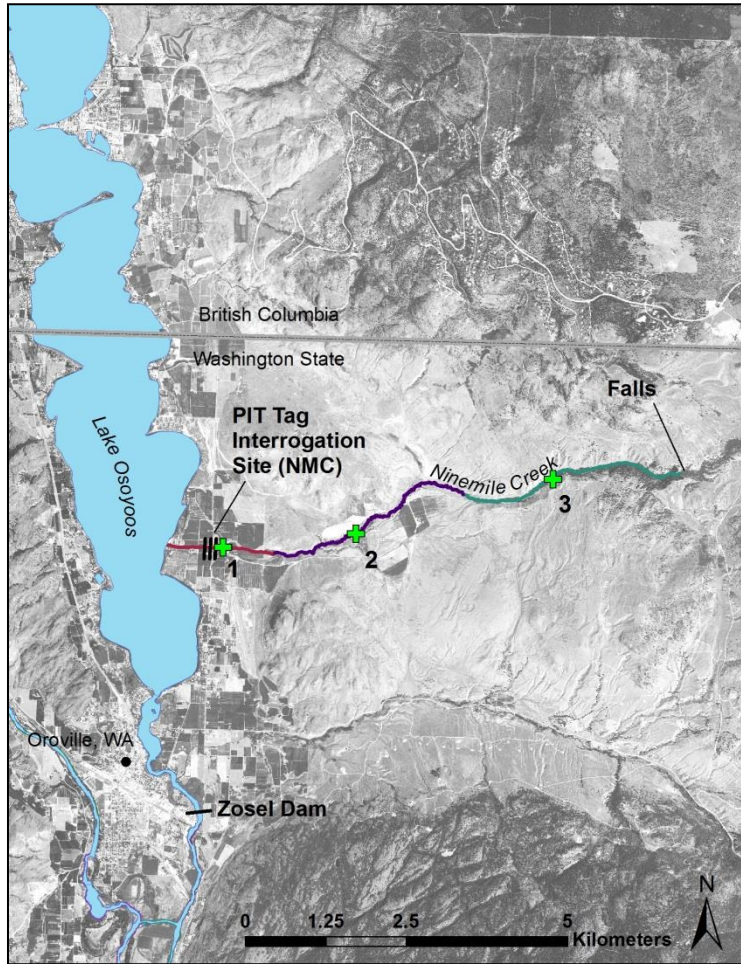 British Columbia
Washington State
Lake Osoyoos
PIT Tag
Interrogation
Site (NMC)
Falls
Ninemile Creek
1
2
3
Oroville, WA
Zosel Dam
N
0 1.25 2.5 5
Kilometers